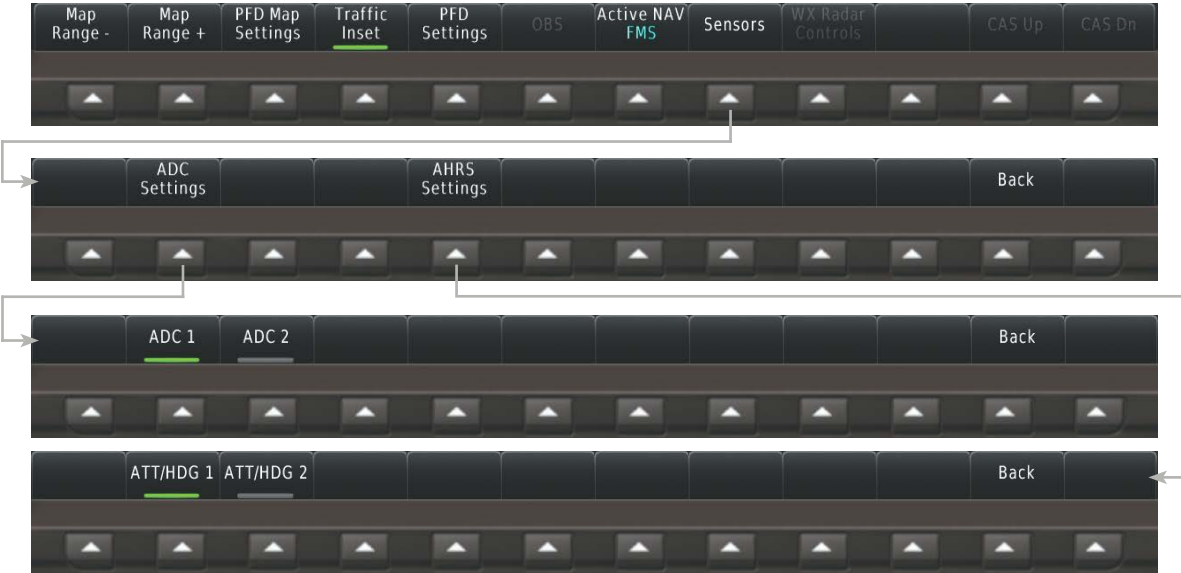 Map Range -
Map Range +
PFD Map Settings
Traffic Inset
PFD Settings
OBS
Active NAV FMS
Sensors
WX Radar Controls
CAS Up
CAS Dn
ADC Settings
AHRS Settings
Back
ADC 1
ADC 2
Back
ATT/HDG 1
ATT/HDG 2
Back